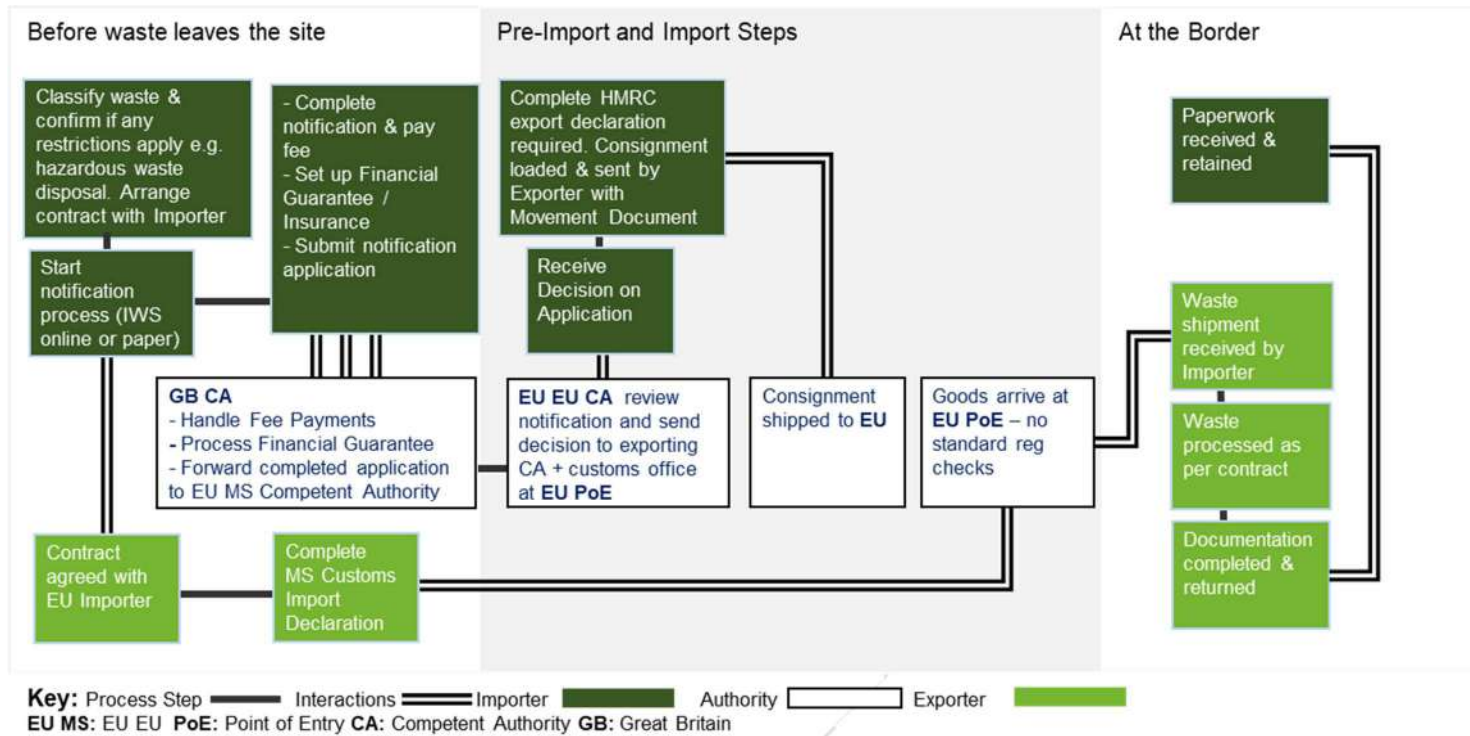 Before waste leaves the site
Pre-Import and Import Steps
At the Border
Classify waste &
confirm if any
restrictions apply e.g.
hazardous waste
disposal. Arrange
contract with Importer
- Complete
notification & pay
fee
- Set up Financial
Guarantee /
Insurance
- Submit notification
application
Start
notification
process (IWS
online or paper)
GB CA
- Handle Fee Payments
- Process Financial Guarantee
- Forward completed application
to EU MS Competent Authority
Contract
agreed with
EU Importer
Complete
MS Customs
Import
Declaration
Complete HMRC
export declaration
required. Consignment
loaded & sent by
Exporter with
Movement Document
Receive
Decision on
Application
EU EU CA review
notification and send
decision to exporting
CA + customs office
at EU PoE
Consignment
shipped to EU
Goods arrive at
EU PoE – no
standard reg
checks
Paperwork
received &
retained
Waste
shipment
received by
Importer
Waste
processed as
per contract
Documentation
completed &
returned
Key: Process Step Interactions Importer Authority Exporter
EU MS: EU EU PoE: Point of Entry CA: Competent Authority GB: Great Britain